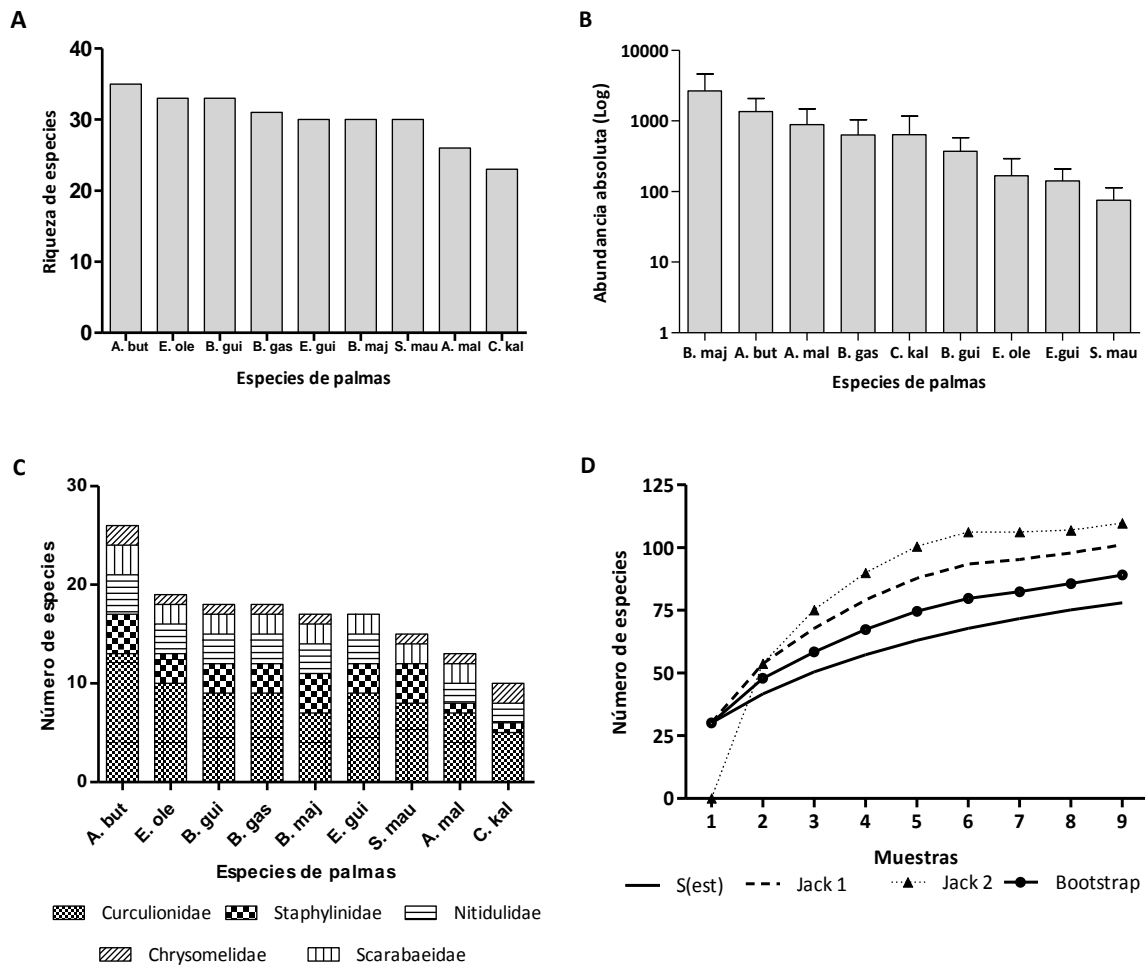 A
Riqueza de especies
40
30
20
10
0
A. but E. ole B. gui B. gas E. gui B. maj S. mau A. mal C. kal
Especies de palmas
B
Abundancia absoluta (Log)
10000
1000
100
10
1
B. maj A. but A. mal B. gas C. kal B. gui E. ole E.gui S. mau
Especies de palmas
C
Número de especies
30
20
10
0
A. but E. ole B. gui B. gas B. maj E. gui S. mau A. mal C. kal
Especies de palmas
Curculionidae Staphylinidae Nitidulidae
Chrysomelidae Scarabaeidae
D
Número de especies
125
100
75
50
25
0
1 2 3 4 5 6 7 8 9
Muestras
S(est) Jack 1 Jack 2 Bootstrap